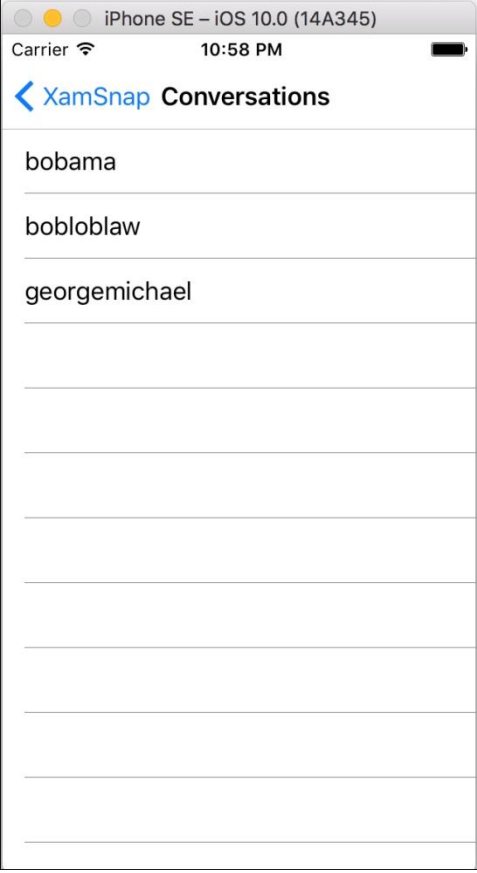 iPhone SE – iOS 10.0 (14A345)
Carrier 10:58 PM
XamSnap Conversations
bobama
bobloblaw
georgemichael